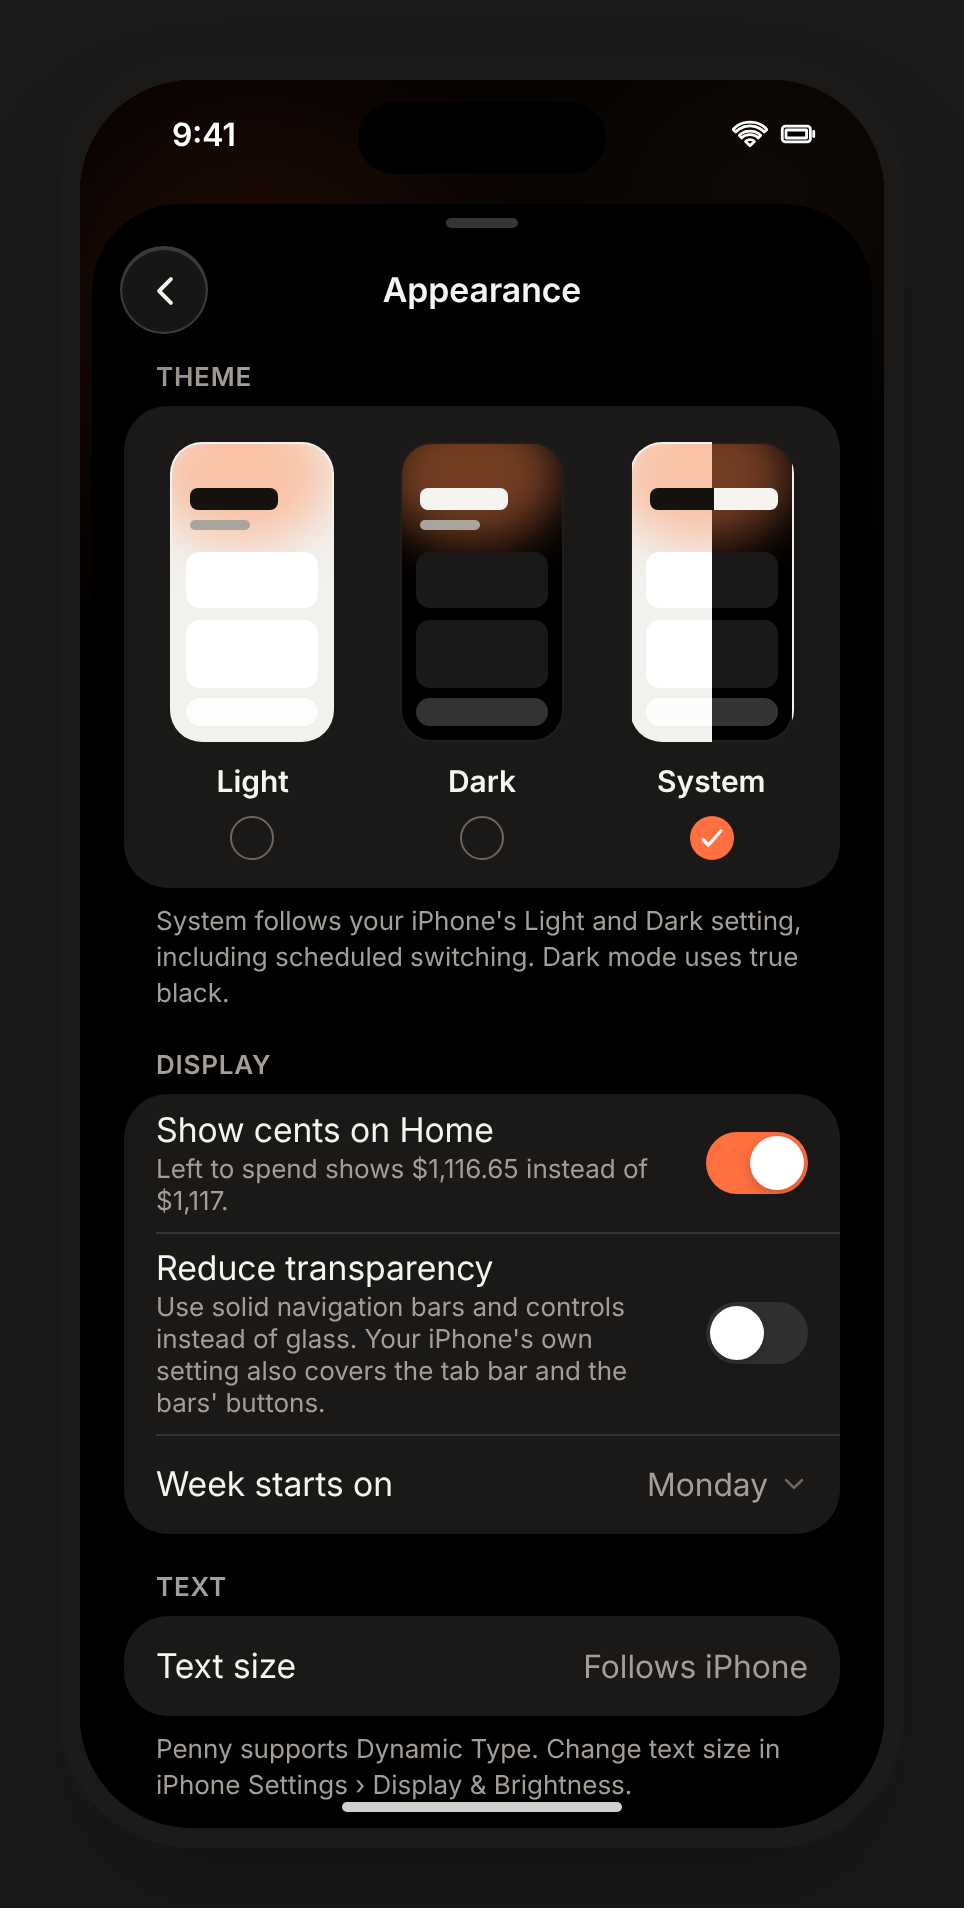 9:41
Appearance
THEME
Light
Dark
System
System follows your iPhone's Light and Dark setting,
including scheduled switching. Dark mode uses true
black.
DISPLAY
Show cents on Home
Left to spend shows $1,116.65 instead of
$1,117.
Reduce transparency
Use solid navigation bars and controls
instead of glass. Your iPhone's own
setting also covers the tab bar and the
bars' buttons.
Week starts on
Monday
TEXT
Text size
Follows iPhone
Penny supports Dynamic Type. Change text size in
iPhone Settings › Display & Brightness.